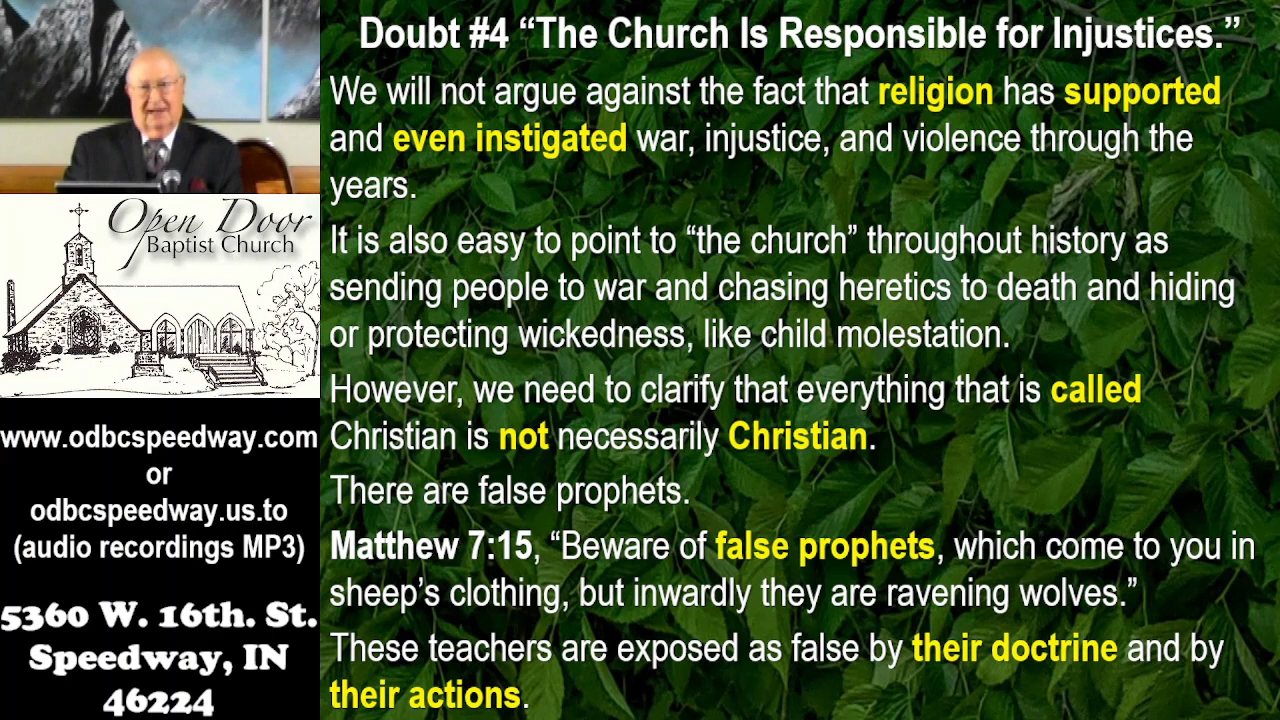 Open Door
Baptist Church
www.odbcspeedway.com
or
odbcspeedway.us.to
(audio recordings MP3)
5360 W. 16th. St.
Speedway, IN
46224
Doubt #4 “The Church Is Responsible for Injustices.”
We will not argue against the fact that religion has supported
and even instigated war, injustice, and violence through the
years.
It is also easy to point to “the church” throughout history as
sending people to war and chasing heretics to death and hiding
or protecting wickedness, like child molestation.
However, we need to clarify that everything that is called
Christian is not necessarily Christian.
There are false prophets.
Matthew 7:15, “Beware of false prophets, which come to you in
sheep’s clothing, but inwardly they are ravening wolves.”
These teachers are exposed as false by their doctrine and by
their actions.